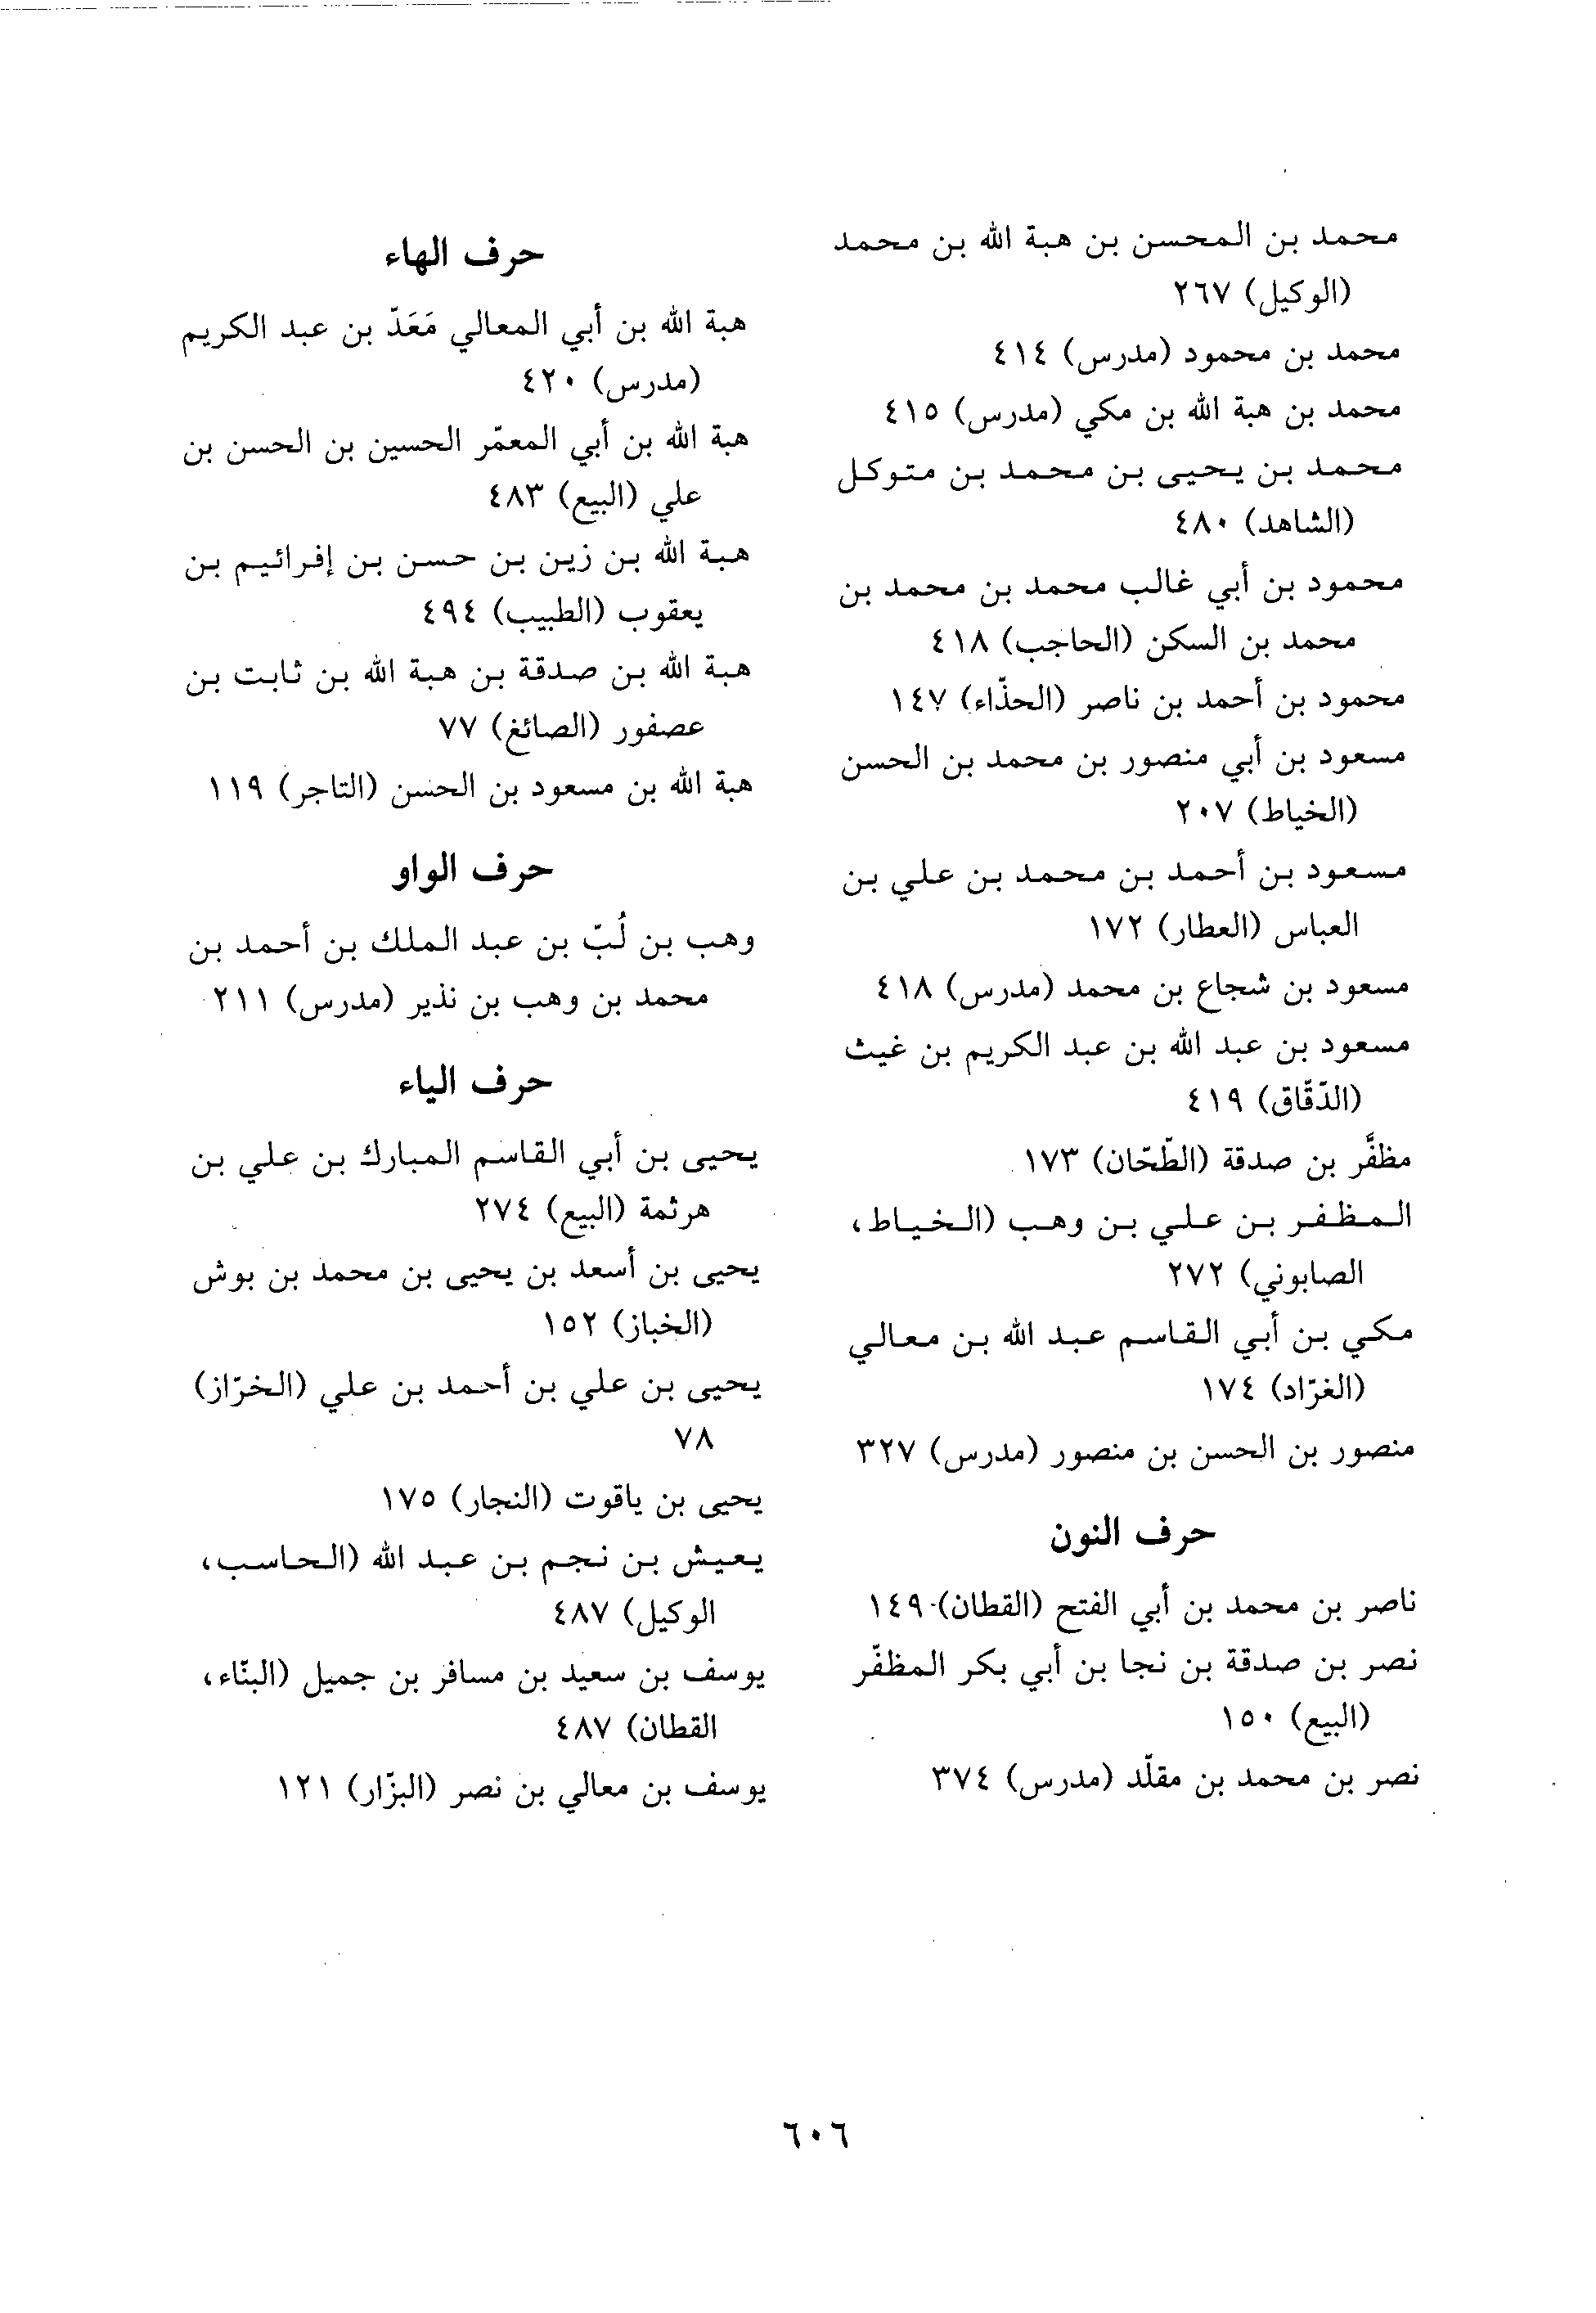 محمد بن المحسن بن هبة الله بن محمد
(الوكيل) ٢٦٧
محمد بن محمود (مدرس) ٤١٤
محمد بن هبة الله بن مكي (مدرس) ٤١٥
محمد بن يحيى بن محمد بن متوكل
(الشاهد) ٤٨٠
محمود بن أبي غالب محمد بن محمد بن
محمد بن السكن (الحاجب) ٤١٨
محمود بن أحمد بن ناصر (الحذّاء) ١٤٧
مسعود بن أبي منصور بن محمد بن الحسن
(الخياط) ٢٠٧
مسعود بن أحمد بن محمد بن علي بن
العباس (العطار) ١٧٢
مسعود بن شجاع بن محمد (مدرس) ٤١٨
مسعود بن عبد الله بن عبد الكريم بن غيث
(الدّقّاق) ٤١٩
مظفَّر بن صدقة (الطّحّان) ١٧٣
المظفر بن علي بن وهب (الخياط،
الصابوني) ٢٧٢
مكي بن أبي القاسم عبد الله بن معالي
(الغرّاد) ١٧٤
منصور بن الحسن بن منصور (مدرس) ٣٢٧
حرف النون
ناصر بن محمد بن أبي الفتح (القطان) ١٤٩
نصر بن صدقة بن نجا بن أبي بكر المظفّر
(البيع) ١٥٠
نصر بن محمد بن مقلّد (مدرس) ٣٧٤
حرف الهاء
هبة الله بن أبي المعالي مَعَدّ بن عبد الكريم
(مدرس) ٤٢٠
هبة الله بن أبي المعمّر الحسين بن الحسن بن
علي (البيع) ٤٨٣
هبة الله بن زين بن حسن بن إفرائيم بن
يعقوب (الطبيب) ٤٩٤
هبة الله بن صدقة بن هبة الله بن ثابت بن
عصفور (الصائغ) ٧٧
هبة الله بن مسعود بن الحسن (التاجر) ١١٩
حرف الواو
وهب بن لُبّ بن عبد الملك بن أحمد بن
محمد بن وهب بن نذير (مدرس) ٢١١
حرف الياء
يحيى بن أبي القاسم المبارك بن علي بن
هرثمة (البيع) ٢٧٤
يحيى بن أسعد بن يحيى بن محمد بن بوش
(الخباز) ١٥٢
يحيى بن علي بن أحمد بن علي (الخرّاز)
٧٨
يحيى بن ياقوت (النجار) ١٧٥
يعيش بن نجم بن عبد الله (الحاسب،
الوكيل) ٤٨٧
يوسف بن سعيد بن مسافر بن جميل (البنّاء،
القطان) ٤٨٧
يوسف بن معالي بن نصر (البزّار) ١٢١
٦٠٦